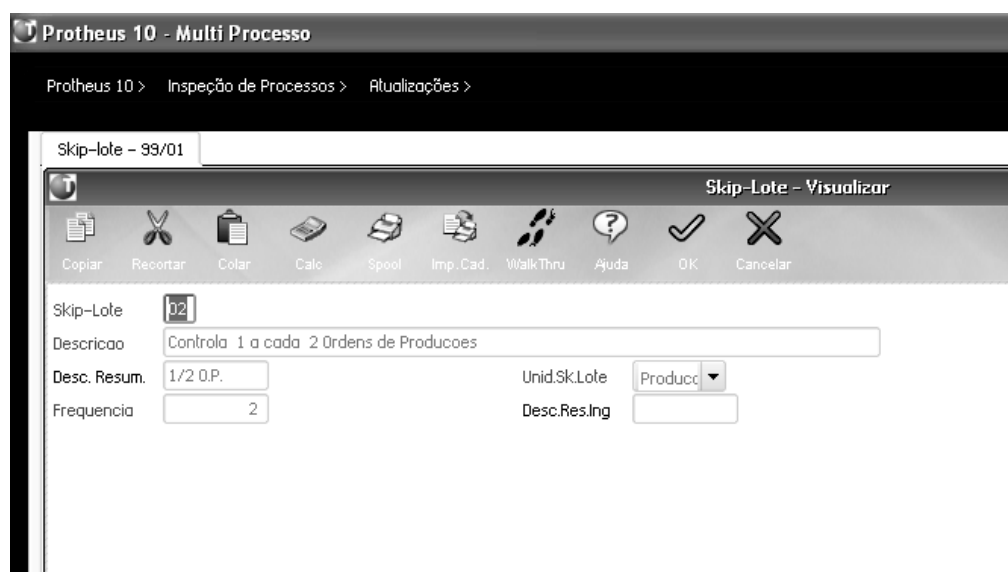 Protheus 10 - Multi Processo
Protheus 10 > Inspeção de Processos > Atualizações >
Skip-lote - 99/01
Skip-Lote - Visualizar
Copiar Recortar Colar Calc Spool Imp.Cad. WalkThru Ajuda OK Cancelar
Skip-Lote 02
Descricao Controla 1 a cada 2 Ordens de Producoes
Desc. Resum. 1/2 O.P. Unid.Sk.Lote Producc
Frequencia 2 Desc.Res.Ing